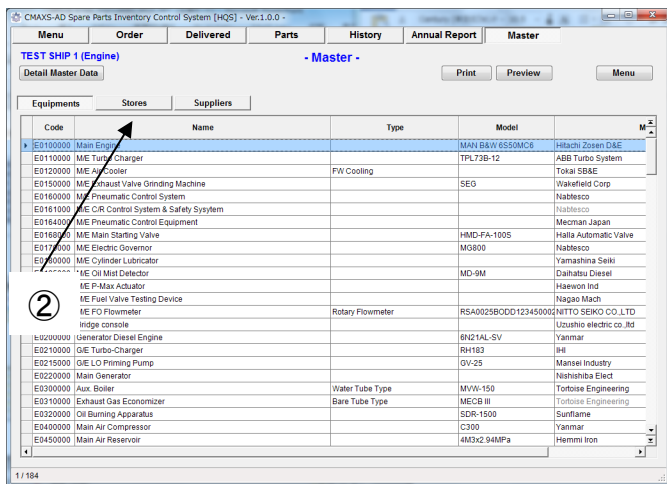 CMAXS-AD Spare Parts Inventory Control System [HQS] - Ver.1.0.0 -
Menu Order Delivered Parts History Annual Report Master
TEST SHIP 1 (Engine) - Master -
Detail Master Data Print Preview Menu
Equipments Stores Suppliers
Code Name Type Model M
E0100000 Main Engine MAN B&W 6S50MC6 Hitachi Zosen D&E
E0110000 M/E Turbo Charger TPL73B-12 ABB Turbo System
E0120000 M/E Air Cooler FW Cooling Tokai SB&E
E0150000 M/E Exhaust Valve Grinding Machine SEG Wakefield Corp
E0160000 M/E Pneumatic Control System Nabtesco
E0161000 M/E C/R Control System & Safety Sysytem Nabtesco
E0164000 M/E Pneumatic Control Equipment Mecman Japan
E0168000 M/E Main Starting Valve HMD-FA-100S Halla Automatic Valve
E0170000 M/E Electric Governor MG800 Nabtesco
E0180000 M/E Cylinder Lubricator Yamashina Seiki
M/E Oil Mist Detector MD-9M Daihatsu Diesel
M/E P-Max Actuator Haewon Ind
M/E Fuel Valve Testing Device Nagao Mach
② M/E FO Flowmeter Rotary Flowmeter RSA0025BODD123450002 NITTO SEIKO CO.,LTD
Bridge console Uzushio electric co.,ltd
E0200000 Generator Diesel Engine 6N21AL-SV Yanmar
E0210000 G/E Turbo-Charger RH183 IHI
E0215000 G/E LO Priming Pump GV-25 Mansei Industry
E0220000 Main Generator Nishishiba Elect
E0300000 Aux. Boiler Water Tube Type MVW-150 Tortoise Engineering
E0310000 Exhaust Gas Economizer Bare Tube Type MECB III Tortoise Engineering
E0320000 Oil Burning Apparatus SDR-1500 Sunflame
E0400000 Main Air Compressor C300 Yanmar
E0450000 Main Air Reservoir 4M3x2.94MPa Hemmi Iron
1 / 184